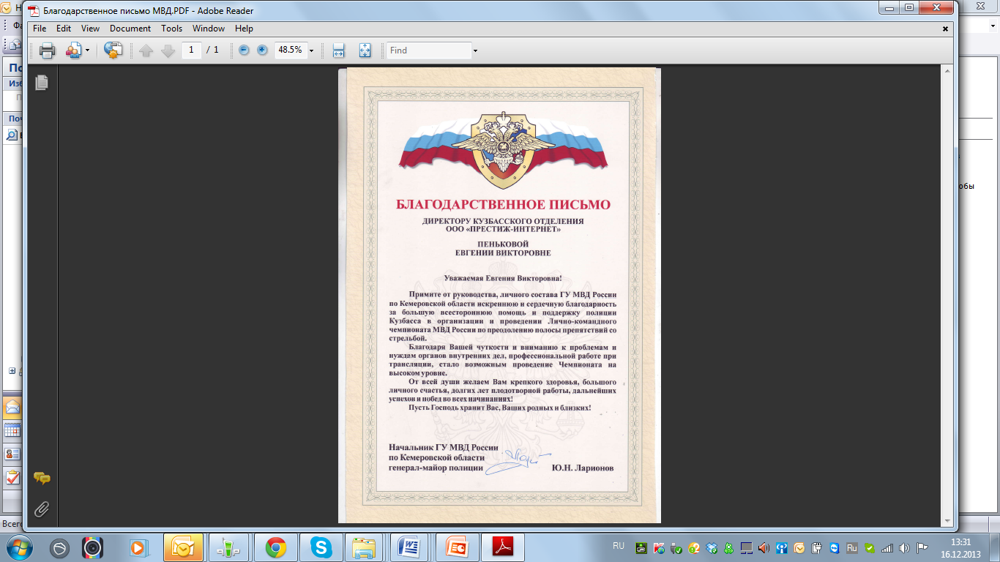 Благодарственное письмо МВД.PDF - Adobe Reader
File Edit View Document Tools Window Help
1 / 1 48.5% Find
БЛАГОДАРСТВЕННОЕ ПИСЬМО
ДИРЕКТОРУ КУЗБАССКОГО ОТДЕЛЕНИЯ
ООО «ПРЕСТИЖ-ИНТЕРНЕТ»
ПЕНЬКОВОЙ
ЕВГЕНИИ ВИКТОРОВНЕ
Уважаемая Евгения Викторовна!
Примите от руководства, личного состава ГУ МВД России
по Кемеровской области искреннюю и сердечную благодарность
за большую всестороннюю помощь и поддержку полиции
Кузбасса в организации и проведении Лично-командного
чемпионата МВД России по преодолению полосы препятствий со
стрельбой.
Благодаря Вашей чуткости и вниманию к проблемам и
нуждам органов внутренних дел, профессиональной работе при
трансляции, стало возможным проведение Чемпионата на
высоком уровне.
От всей души желаем Вам крепкого здоровья, большого
личного счастья, долгих лет плодотворной работы, дальнейших
успехов и побед во всех начинаниях!
Пусть Господь хранит Вас, Ваших родных и близких!
Начальник ГУ МВД России
по Кемеровской области
генерал-майор полиции Ю.Н. Ларионов
RU Ru
13:31
16.12.2013